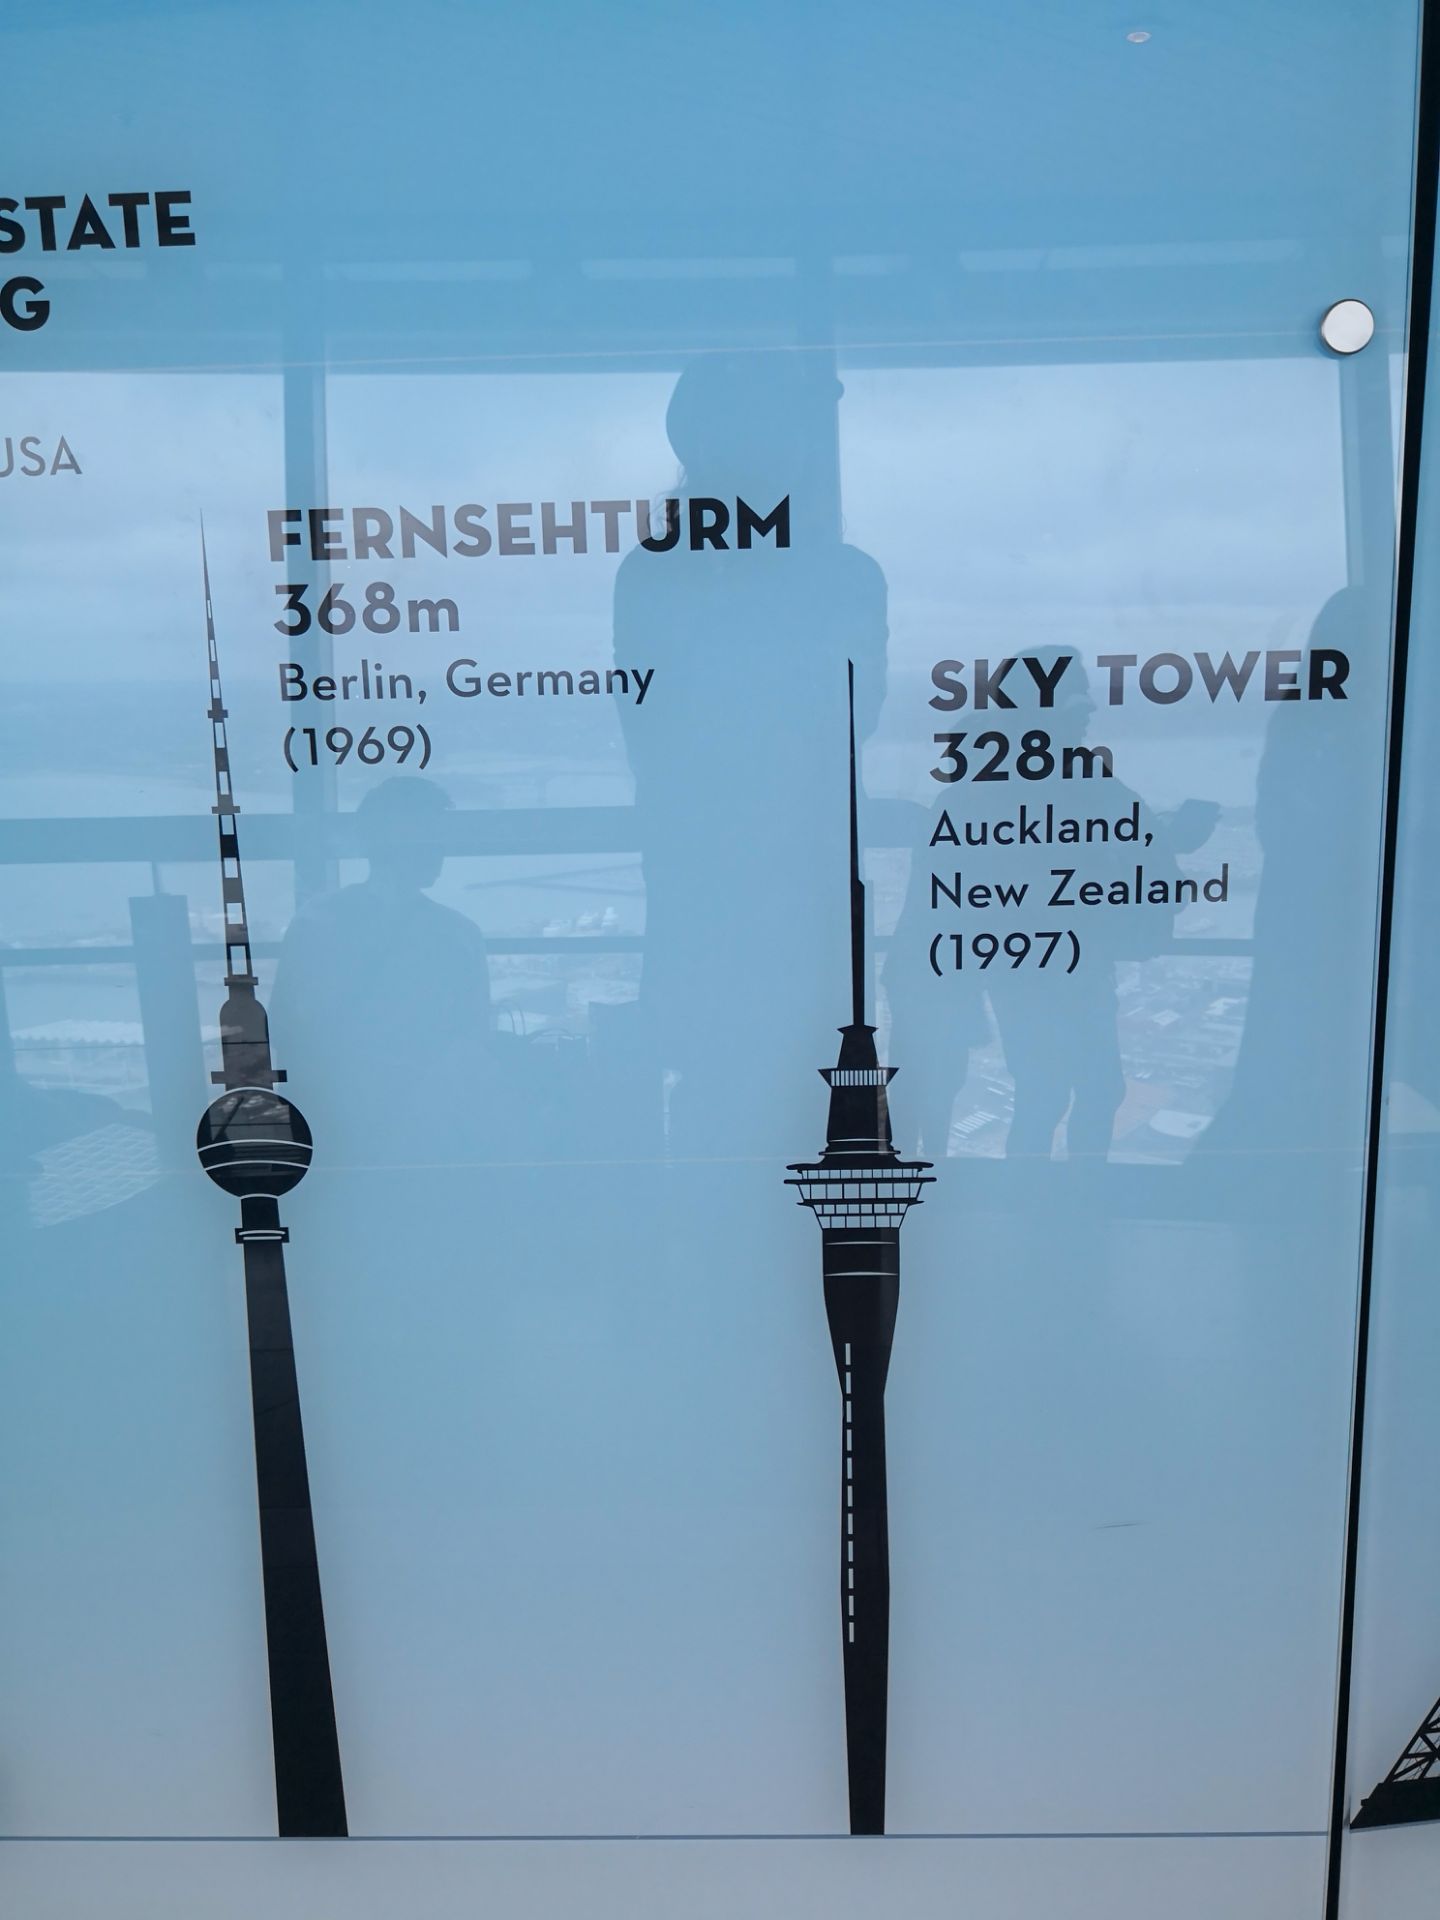 STATE
G
USA
FERNSEHTURM
368m
Berlin, Germany
(1969)
SKY TOWER
328m
Auckland,
New Zealand
(1997)